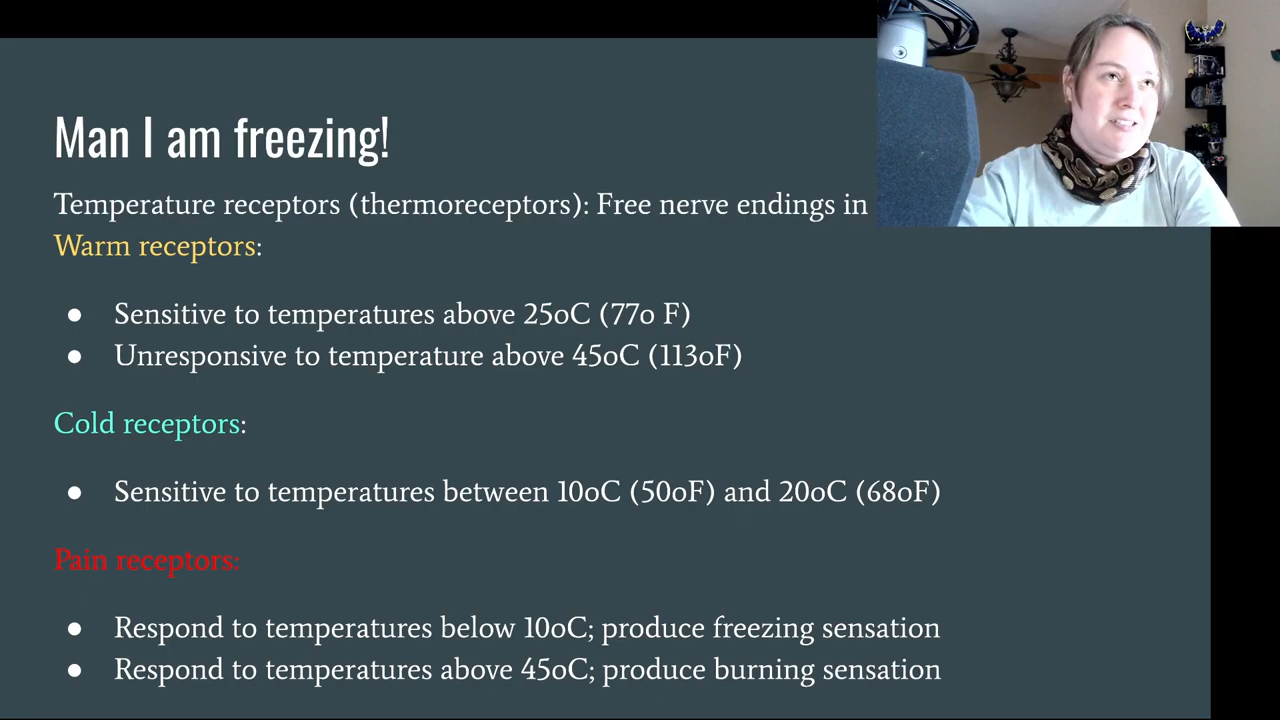 Man I am freezing!
Temperature receptors (thermoreceptors): Free nerve endings in
Warm receptors:
● Sensitive to temperatures above 25oC (77o F)
● Unresponsive to temperature above 45oC (113oF)
Cold receptors:
● Sensitive to temperatures between 10oC (50oF) and 20oC (68oF)
Pain receptors:
● Respond to temperatures below 10oC; produce freezing sensation
● Respond to temperatures above 45oC; produce burning sensation